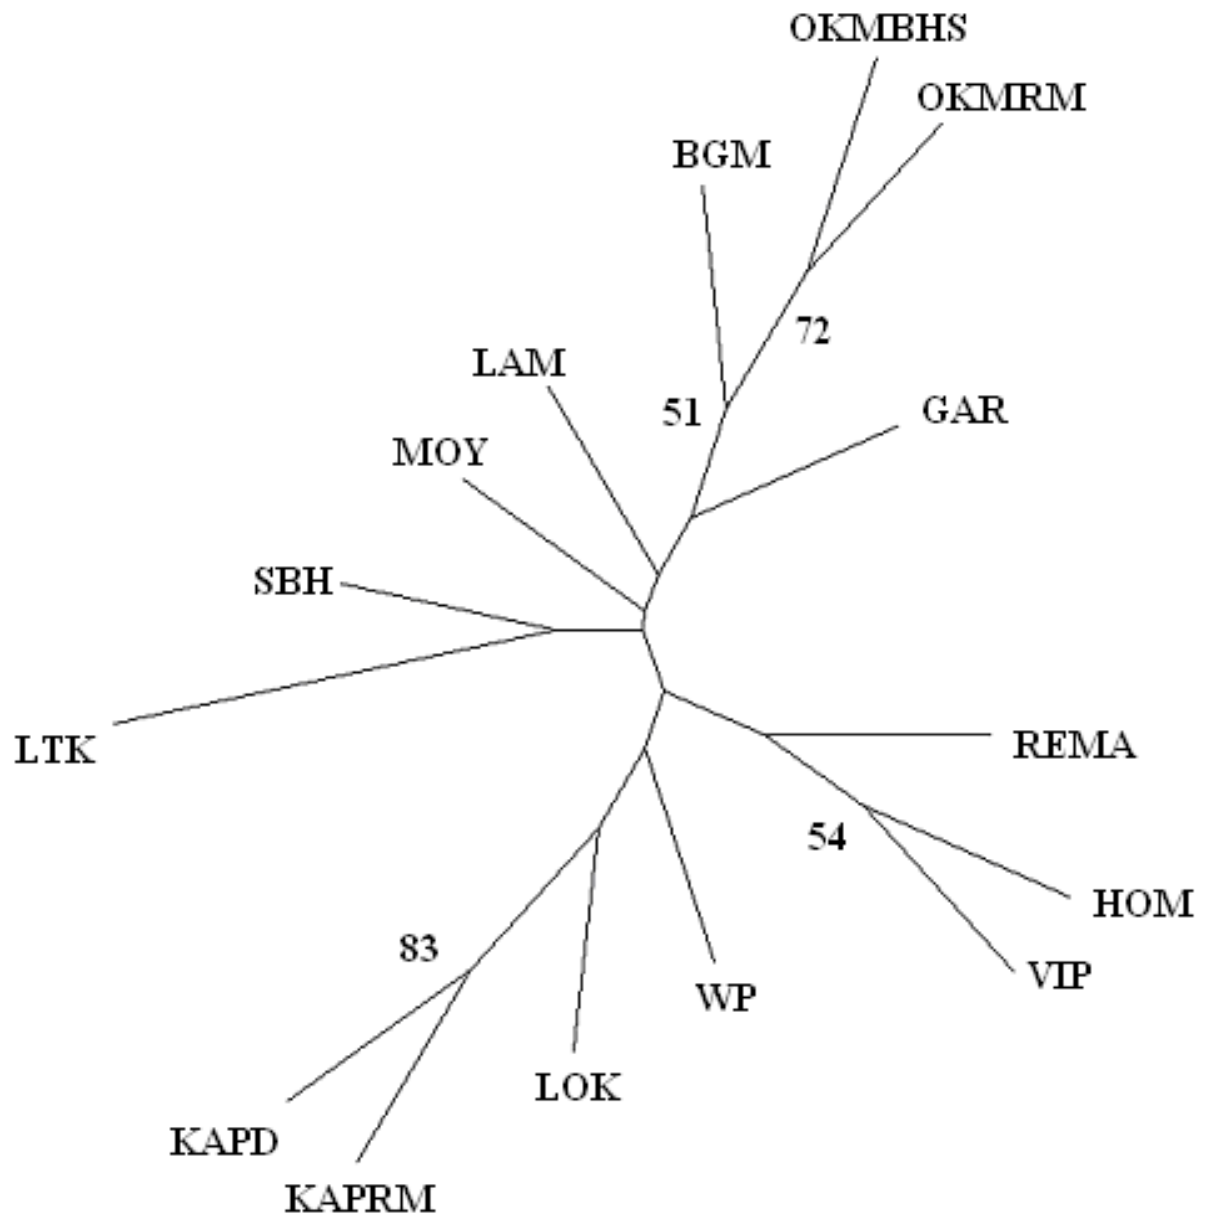 OKMBHS
OKMRM
BGM
72
LAM
51
GAR
MOY
SBH
LTK
REMA
54
HOM
83
VIP
WP
LOK
KAPD
KAPRM